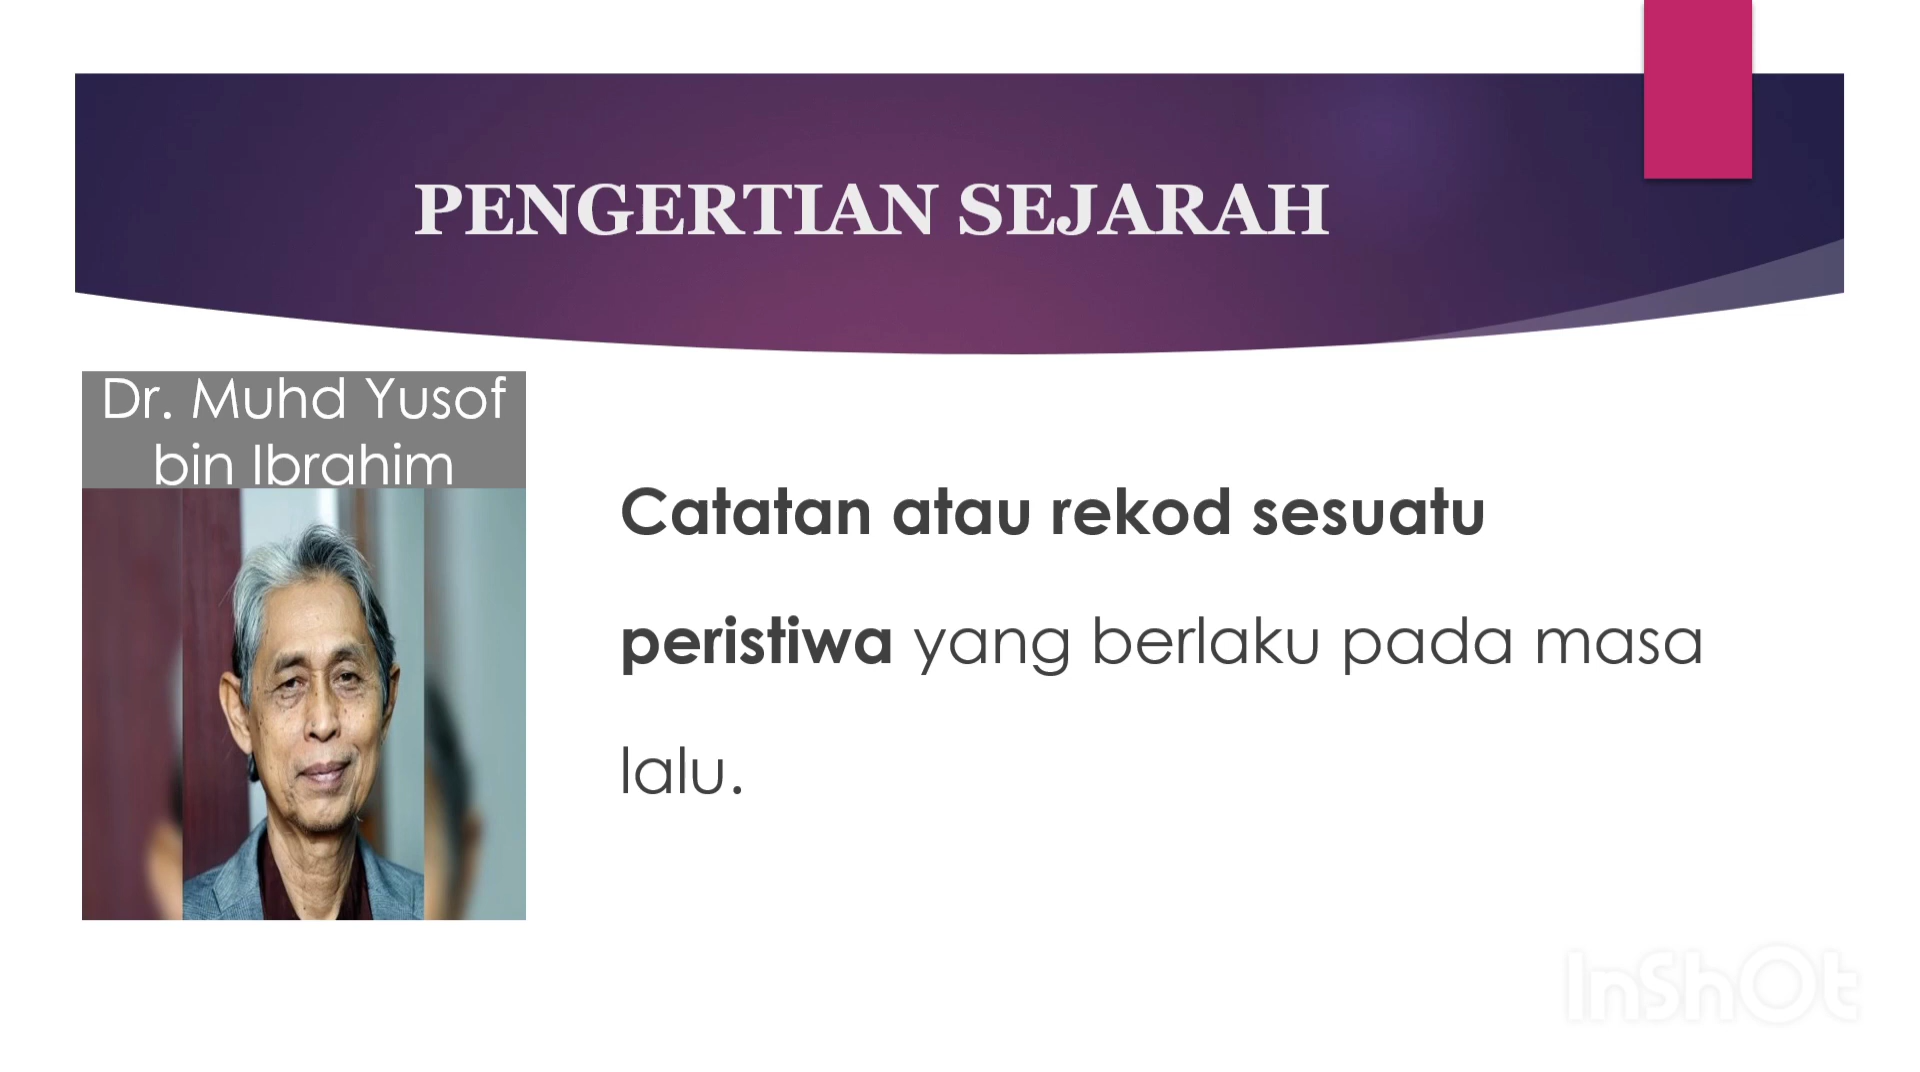 PENGERTIAN SEJARAH
Dr. Muhd Yusof
bin Ibrahim
Catatan atau rekod sesuatu
peristiwa yang berlaku pada masa
lalu.
InShOt